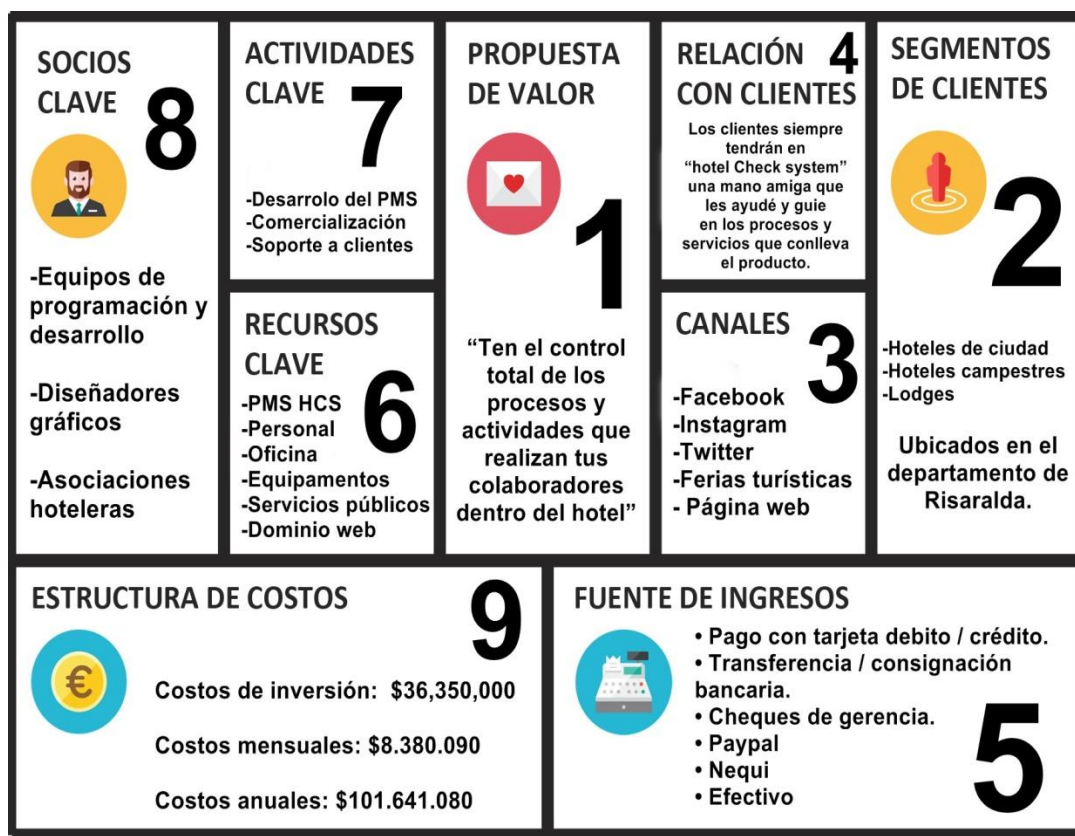 SOCIOS
CLAVE
8
-Equipos de
programación y
desarrollo
-Diseñadores
gráficos
-Asociaciones
hoteleras
ACTIVIDADES
CLAVE
7
-Desarrolo del PMS
-Comercialización
-Soporte a clientes
RECURSOS
CLAVE
6
-PMS HCS
-Personal
-Oficina
-Equipamentos
-Servicios públicos
-Dominio web
PROPUESTA
DE VALOR
1
“Ten el control
total de los
procesos y
actividades que
realizan tus
colaboradores
dentro del hotel”
RELACIÓN
CON CLIENTES
4
Los clientes siempre
tendrán en
“hotel Check system”
una mano amiga que
les ayudé y guie
en los procesos y
servicios que conlleva
el producto.
CANALES
3
-Facebook
-Instagram
-Twitter
-Ferias turísticas
- Página web
SEGMENTOS
DE CLIENTES
2
-Hoteles de ciudad
-Hoteles campestres
-Lodges
Ubicados en el
departamento de
Risaralda.
ESTRUCTURA DE COSTOS
9
€
Costos de inversión: $36,350,000
Costos mensuales: $8.380.090
Costos anuales: $101.641.080
FUENTE DE INGRESOS
5
• Pago con tarjeta debito / crédito.
• Transferencia / consignación
bancaria.
• Cheques de gerencia.
• Paypal
• Nequi
• Efectivo